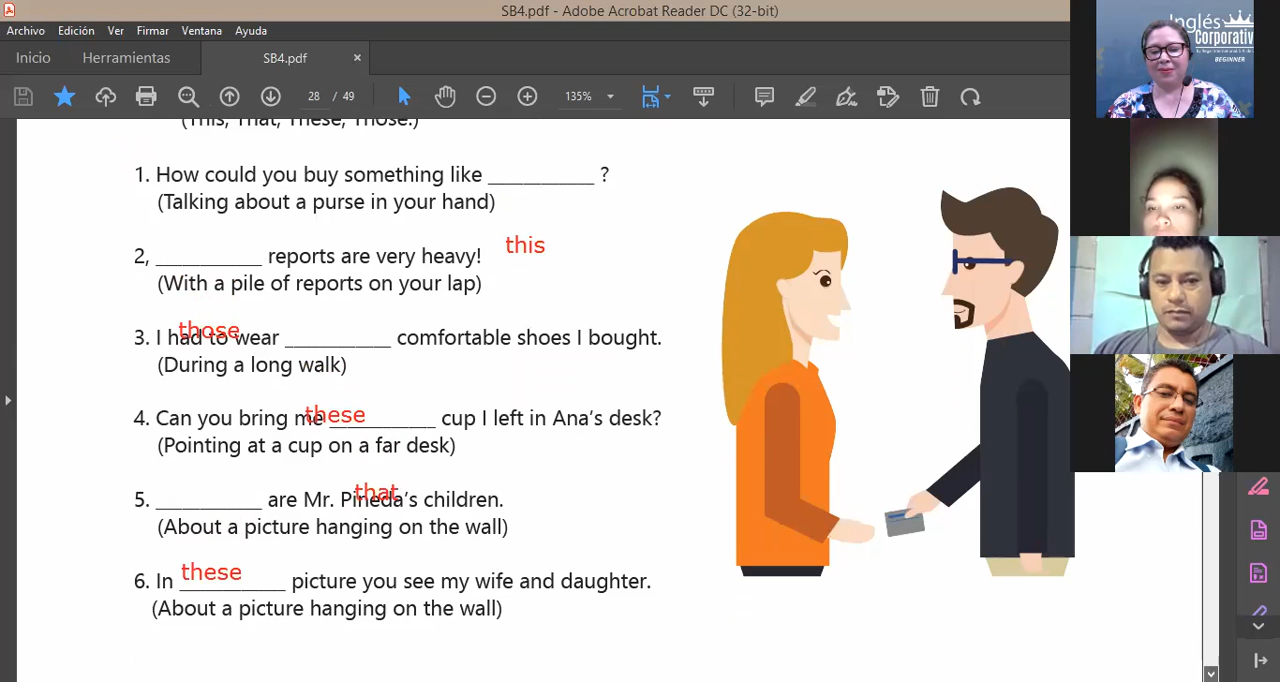 SB4.pdf - Adobe Acrobat Reader DC (32-bit)
Archivo Edición Ver Firmar Ventana Ayuda
Inicio Herramientas SB4.pdf ×
28 / 49 135%
Inglés
Corporativ
BEGINNER
(This, That, These, Those.)
1. How could you buy something like __________ ?
(Talking about a purse in your hand)
this
2, __________ reports are very heavy!
(With a pile of reports on your lap)
those
3. I had to wear __________ comfortable shoes I bought.
(During a long walk)
these
4. Can you bring me __________ cup I left in Ana's desk?
(Pointing at a cup on a far desk)
that
5. __________ are Mr. Pineda's children.
(About a picture hanging on the wall)
these
6. In __________ picture you see my wife and daughter.
(About a picture hanging on the wall)